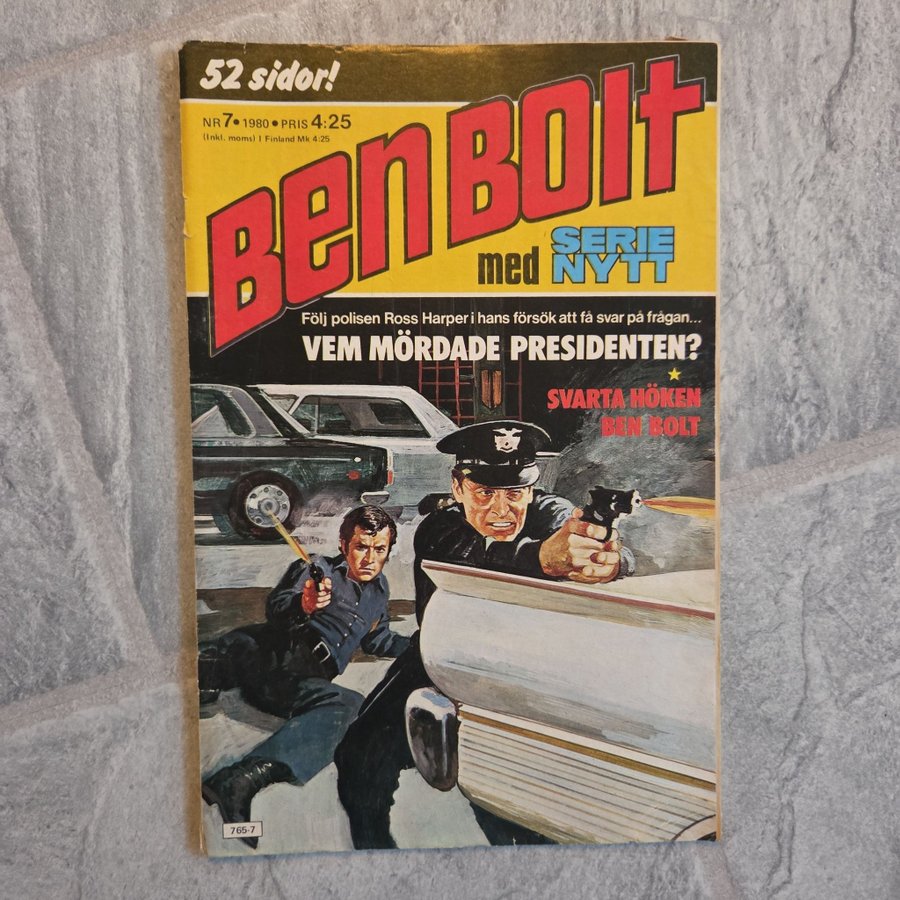 52 sidor!
NR 7 • 1980 • PRIS 4:25
(Inkl. moms) I Finland Mk 4:25
Ben Bolt
med SERIE
NYTT
Följ polisen Ross Harper i hans försök att få svar på frågan...
VEM MÖRDADE PRESIDENTEN?
SVARTA HÖKEN
BEN BOLT
765-7